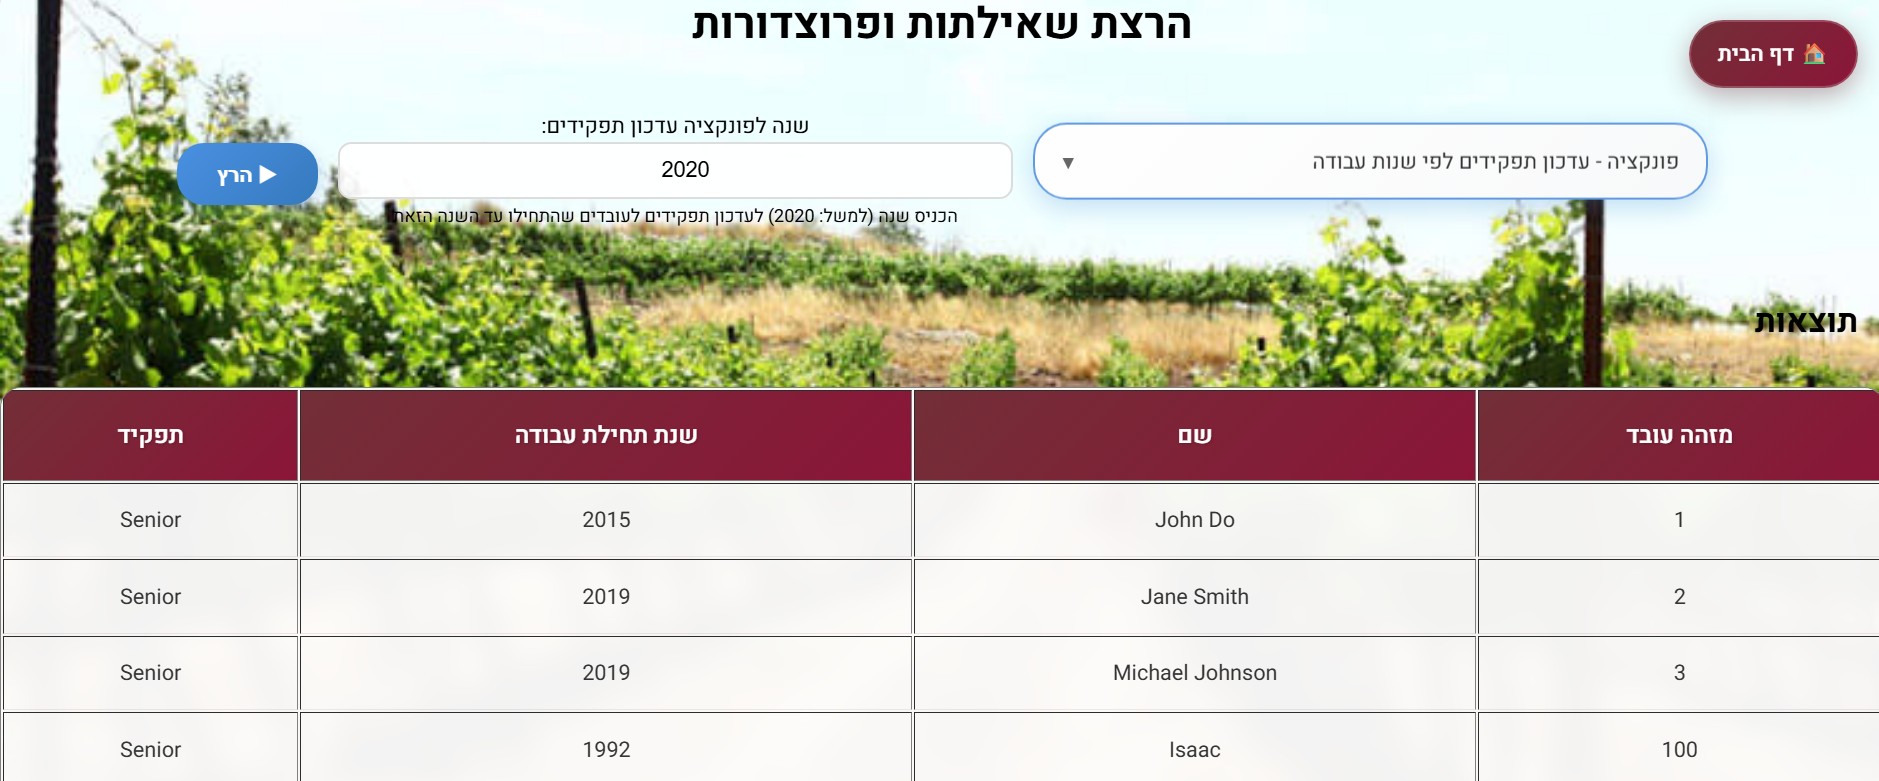 הרצת שאילתות ופרוצדורות
🏠 דף הבית
פונקציה - עדכון תפקידים לפי שנות עבודה ▼
שנה לפונקציה עדכון תפקידים:
2020
▶ הרץ
הכניס שנה (למשל: 2020) לעדכון תפקידים לעובדים שהתחילו עד השנה הזאת
תוצאות
מזהה עובד שם שנת תחילת עבודה תפקיד
1 John Do 2015 Senior
2 Jane Smith 2019 Senior
3 Michael Johnson 2019 Senior
100 Isaac 1992 Senior